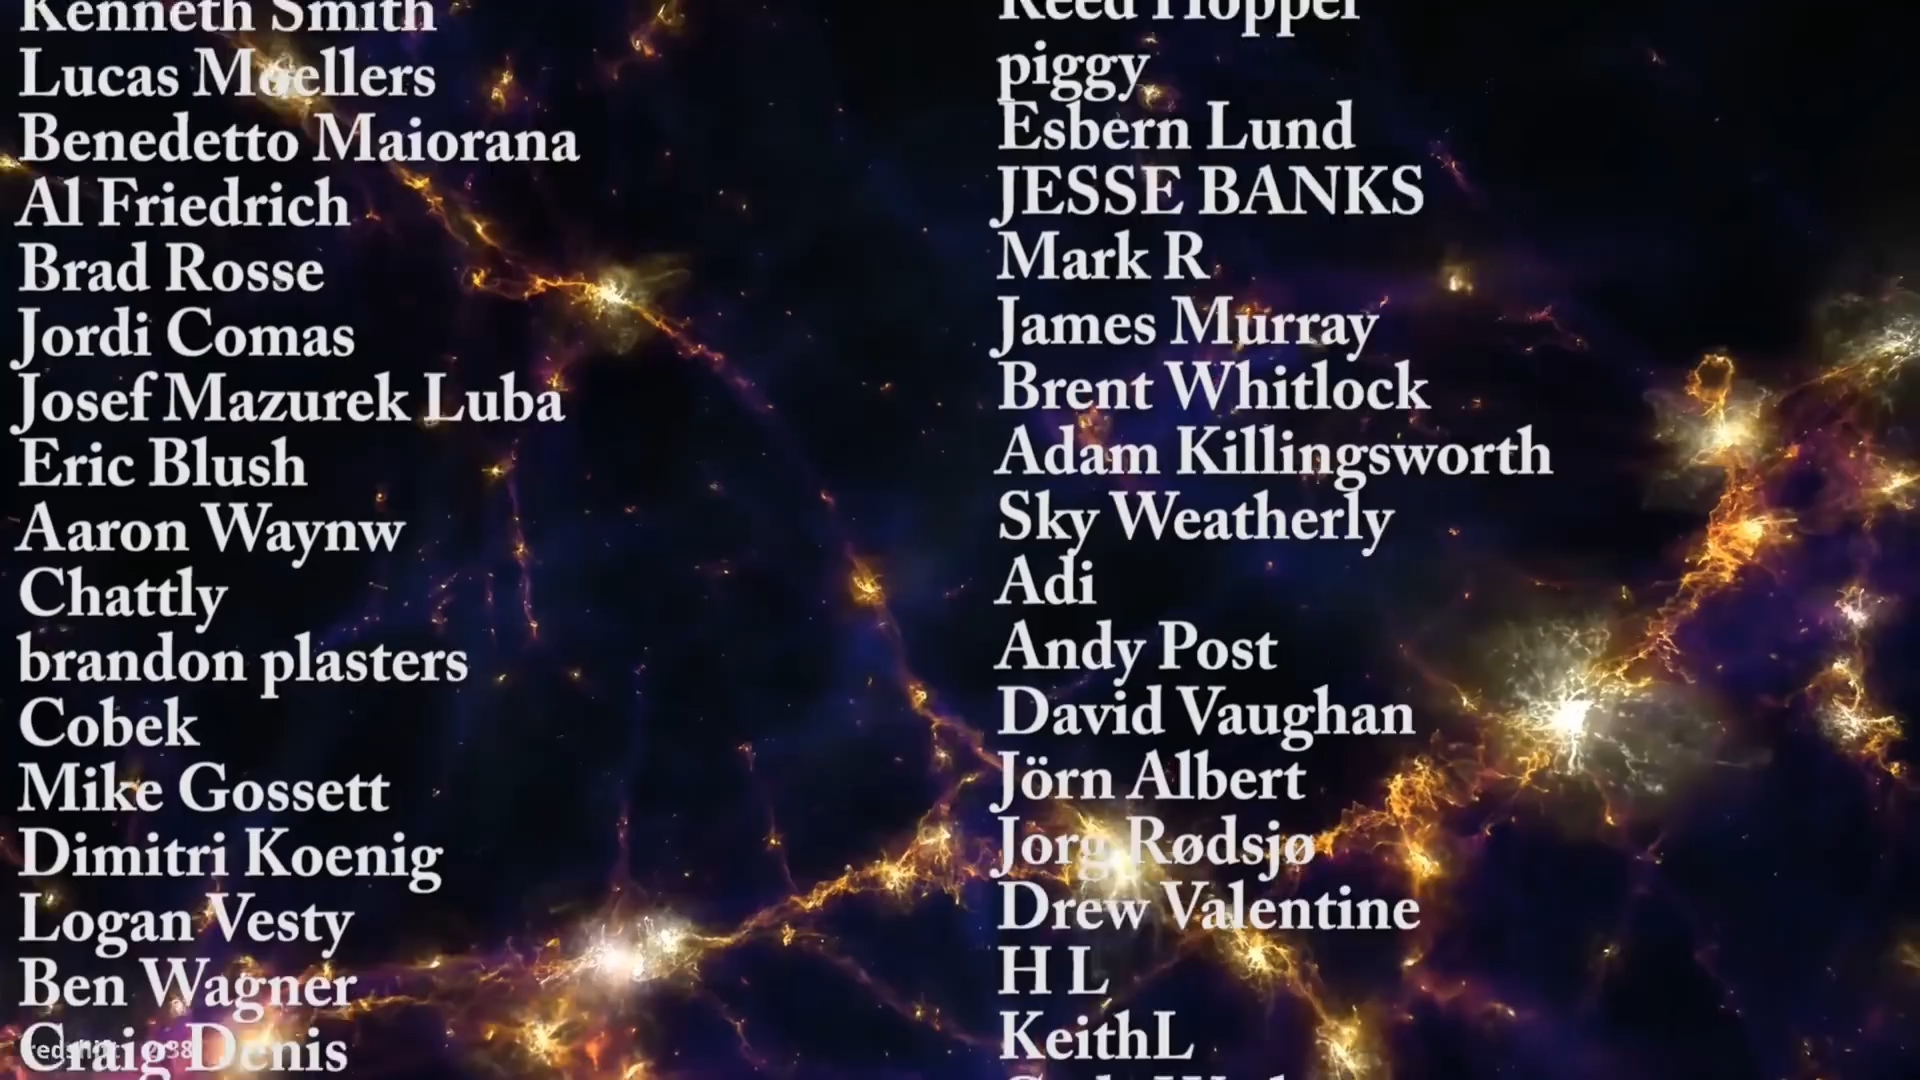 Kenneth Smith
Lucas Moellers
Benedetto Maiorana
Al Friedrich
Brad Rosse
Jordi Comas
Josef Mazurek Luba
Eric Blush
Aaron Waynw
Chattly
brandon plasters
Cobek
Mike Gossett
Dimitri Koenig
Logan Vesty
Ben Wagner
Craig Denis
redshift
Reed Hopper
piggy
Esbern Lund
JESSE BANKS
Mark R
James Murray
Brent Whitlock
Adam Killingsworth
Sky Weatherly
Adi
Andy Post
David Vaughan
Jörn Albert
Jorg Rødsjø
Drew Valentine
H L
KeithL